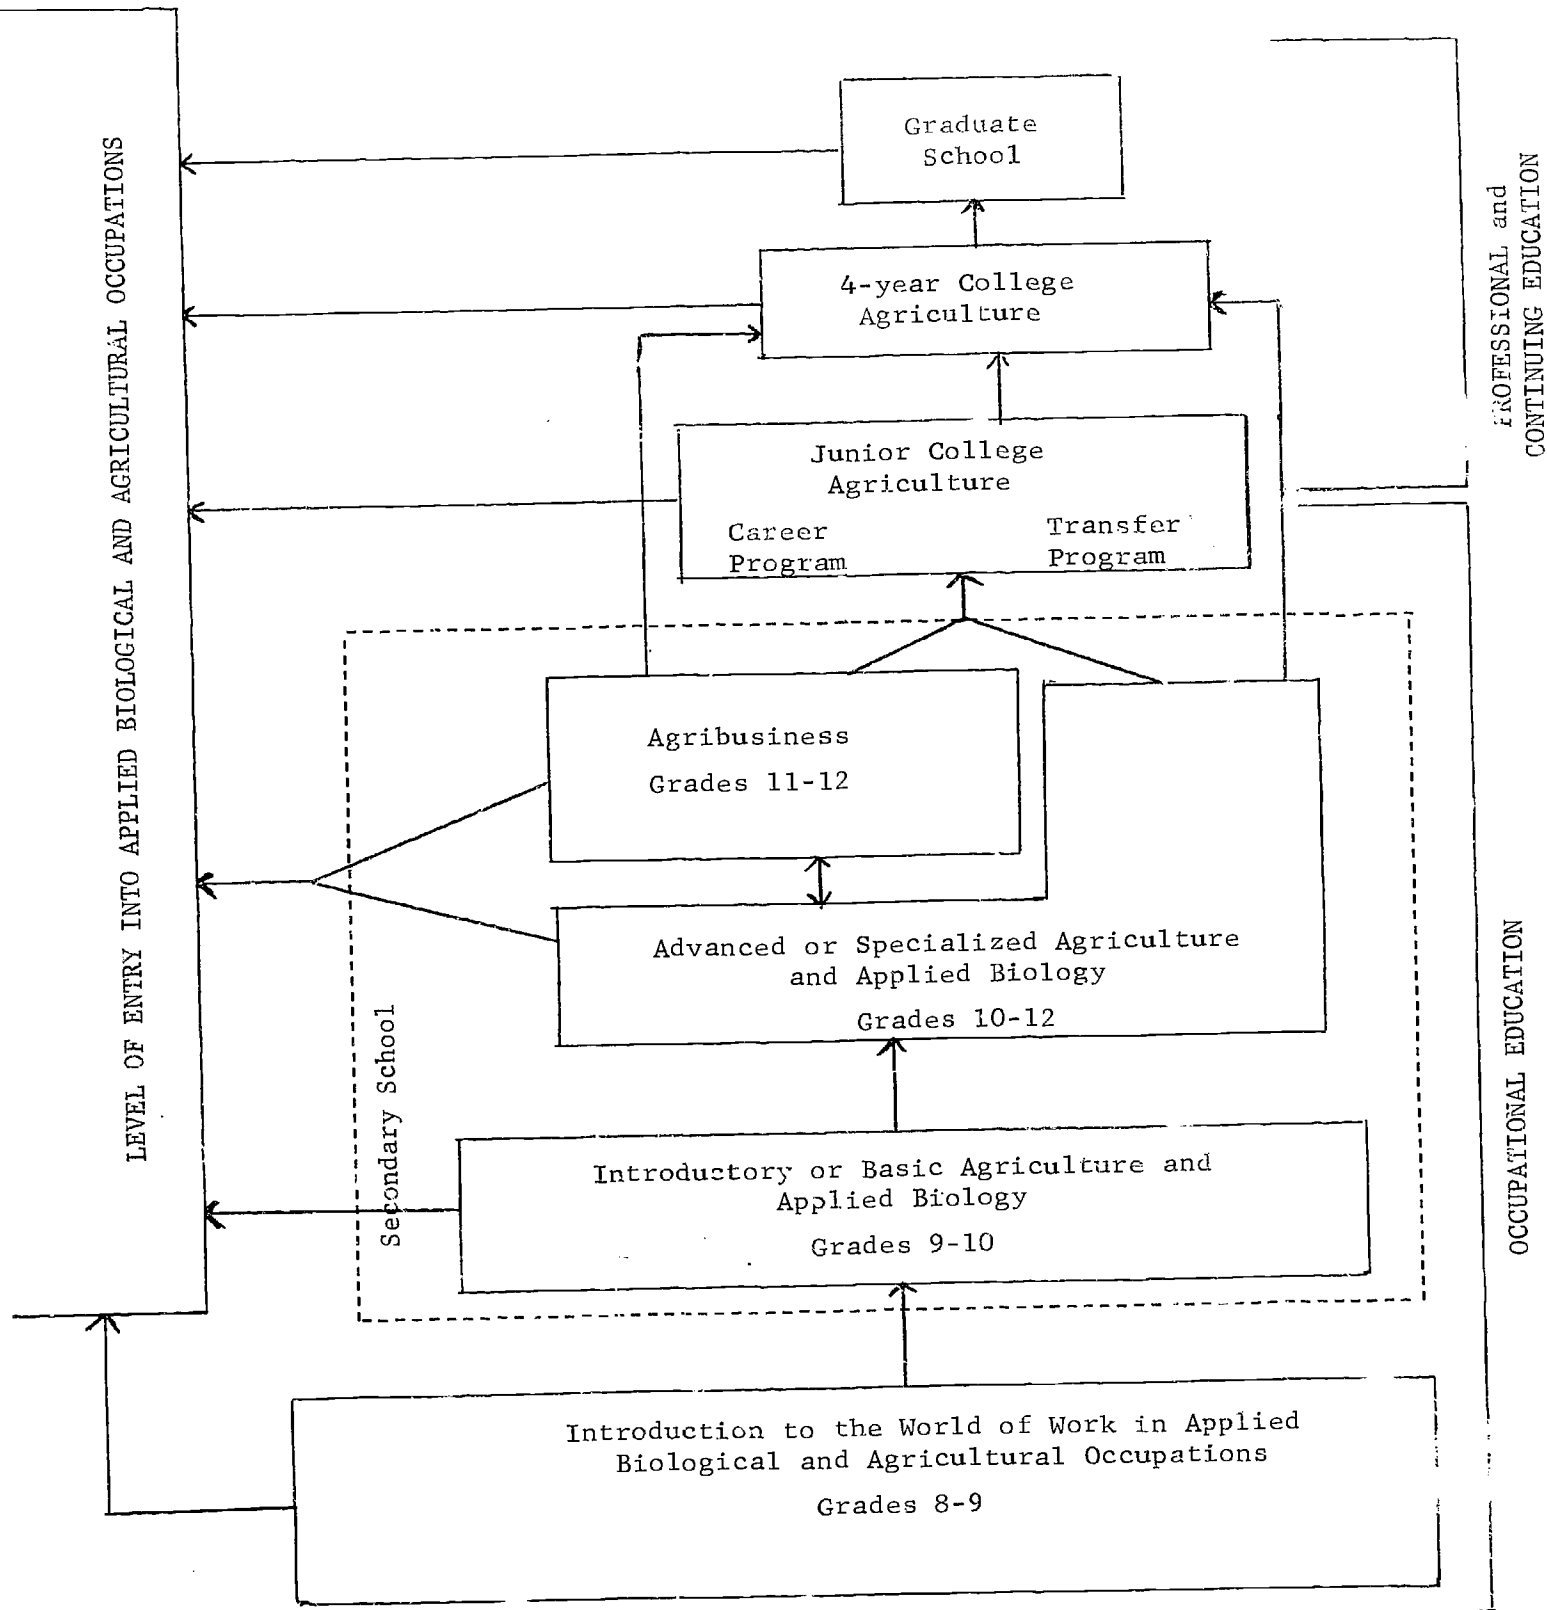 LEVEL OF ENTRY INTO APPLIED BIOLOGICAL AND AGRICULTURAL OCCUPATIONS
Graduate
School
4-year College
Agriculture
Junior College
Agriculture
Career
Program
Transfer
Program
PROFESSIONAL and
CONTINUING EDUCATION
Secondary School
Agribusiness
Grades 11-12
Advanced or Specialized Agriculture
and Applied Biology
Grades 10-12
Introductory or Basic Agriculture and
Applied Biology
Grades 9-10
OCCUPATIONAL EDUCATION
Introduction to the World of Work in Applied
Biological and Agricultural Occupations
Grades 8-9